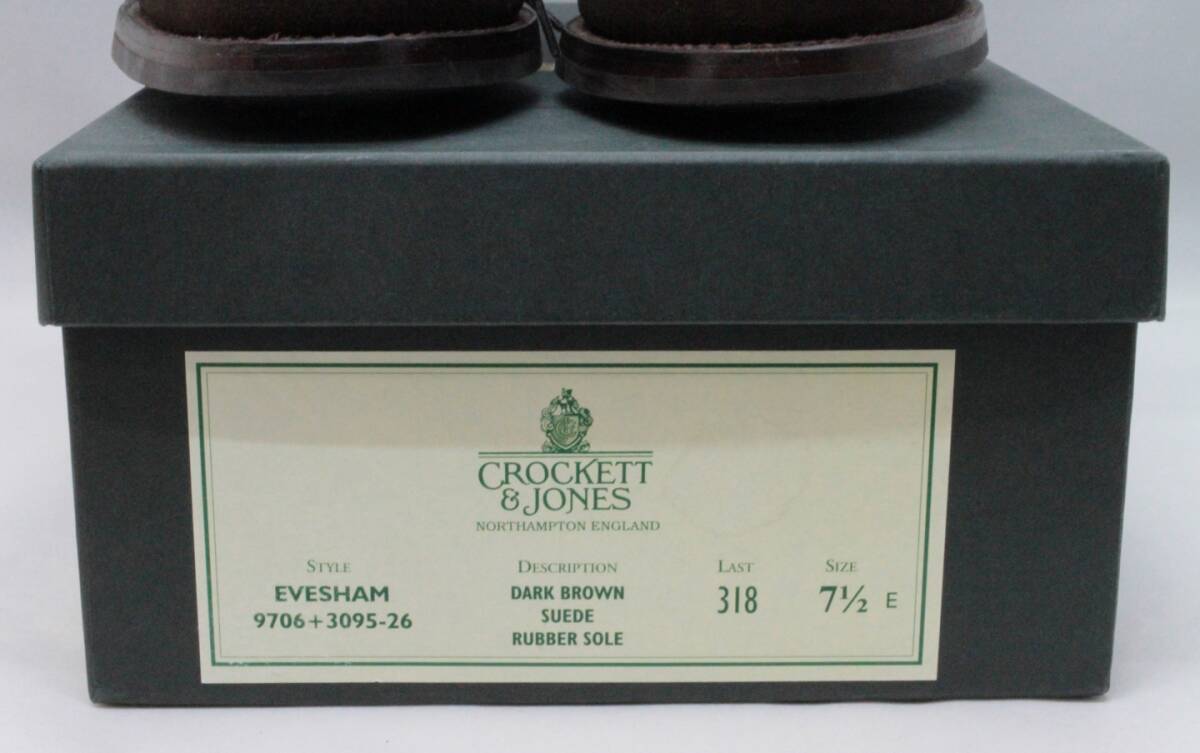 CROCKETT
& JONES
NORTHAMPTON ENGLAND
STYLE
EVESHAM
9706+3095-26
DESCRIPTION
DARK BROWN
SUEDE
RUBBER SOLE
LAST
318
SIZE
7½ E